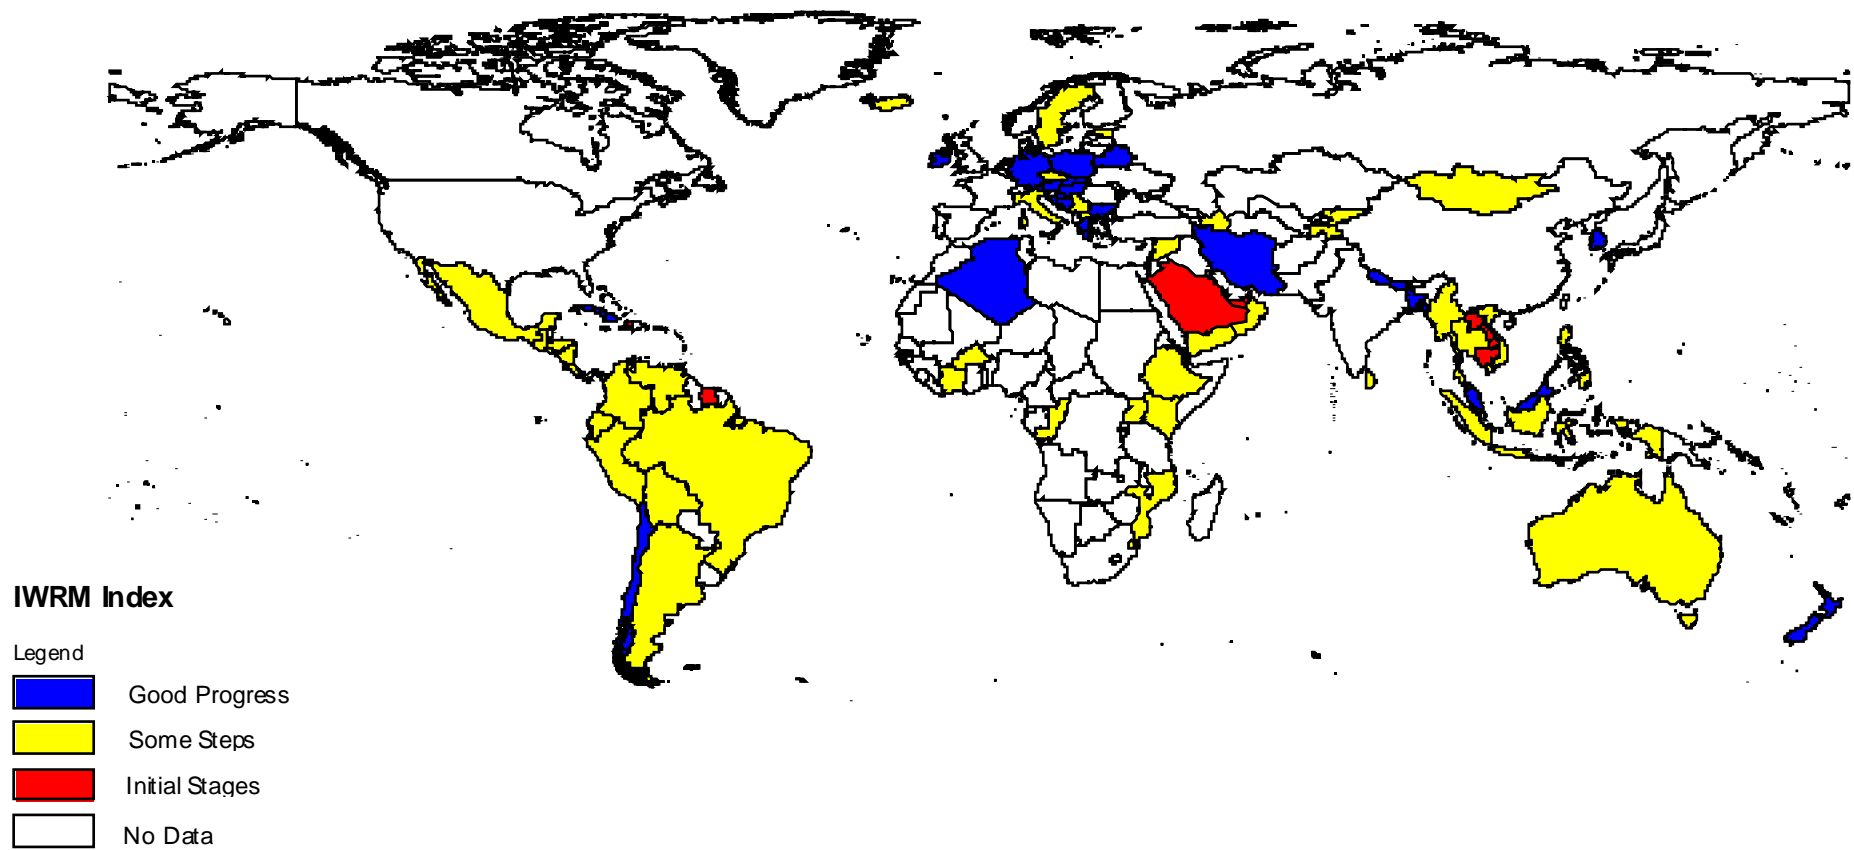 IWRM Index
Legend
Good Progress
Some Steps
Initial Stages
No Data